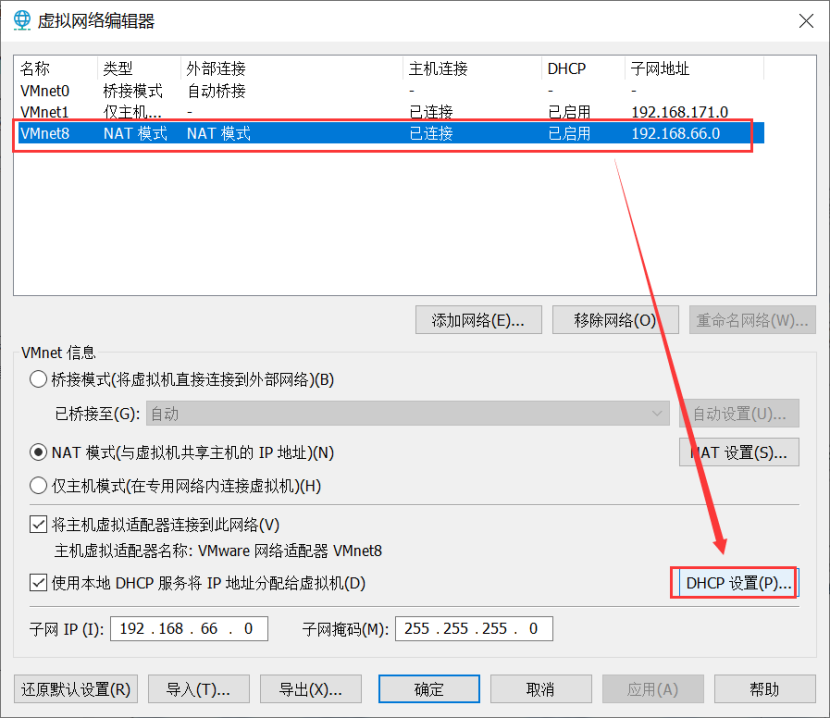 虚拟网络编辑器
名称 类型 外部连接 主机连接 DHCP 子网地址
VMnet0 桥接模式 自动桥接 - - -
VMnet1 仅主机... - 已连接 已启用 192.168.171.0
VMnet8 NAT 模式 NAT 模式 已连接 已启用 192.168.66.0
添加网络(E)... 移除网络(O) 重命名网络(W)...
VMnet 信息
桥接模式(将虚拟机直接连接到外部网络)(B)
已桥接至(G): 自动 自动设置(U)...
NAT 模式(与虚拟机共享主机的 IP 地址)(N) NAT 设置(S)...
仅主机模式(在专用网络内连接虚拟机)(H)
将主机虚拟适配器连接到此网络(V)
主机虚拟适配器名称: VMware 网络适配器 VMnet8
使用本地 DHCP 服务将 IP 地址分配给虚拟机(D) DHCP 设置(P)...
子网 IP (I): 192 . 168 . 66 . 0 子网掩码(M): 255 . 255 . 255 . 0
还原默认设置(R) 导入(T)... 导出(X)... 确定 取消 应用(A) 帮助